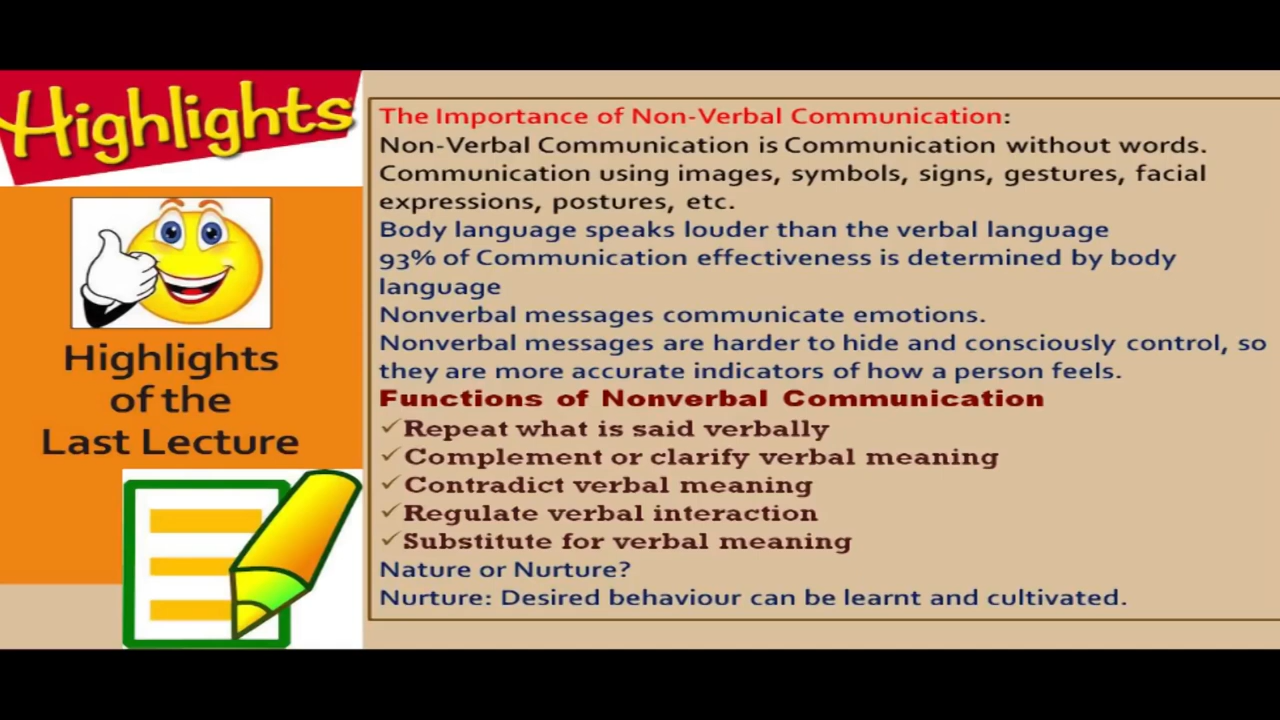 Highlights
Highlights
of the
Last Lecture
The Importance of Non-Verbal Communication:
Non-Verbal Communication is Communication without words.
Communication using images, symbols, signs, gestures, facial
expressions, postures, etc.
Body language speaks louder than the verbal language
93% of Communication effectiveness is determined by body
language
Nonverbal messages communicate emotions.
Nonverbal messages are harder to hide and consciously control, so
they are more accurate indicators of how a person feels.
Functions of Nonverbal Communication
✓Repeat what is said verbally
✓Complement or clarify verbal meaning
✓Contradict verbal meaning
✓Regulate verbal interaction
✓Substitute for verbal meaning
Nature or Nurture?
Nurture: Desired behaviour can be learnt and cultivated.